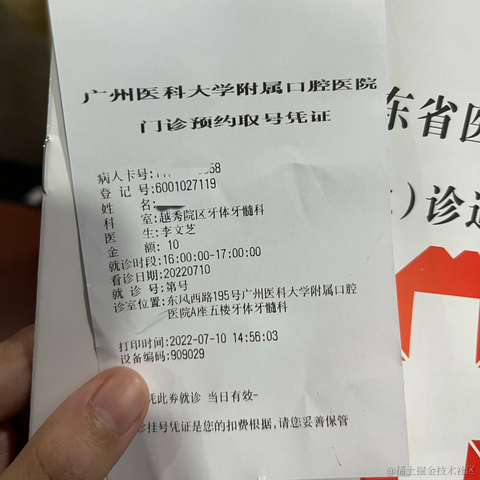 广州医科大学附属口腔医院
门诊预约取号凭证
病人卡号:
登记号:6001027119
姓名:
科室:越秀院区牙体牙髓科
医生:李文芝
金额:10
就诊时段:16:00:00-17:00:00
看诊日期:20220710
就诊号:第号
诊室位置:东风西路195号广州医科大学附属口腔
医院A座五楼牙体牙髓科
打印时间:2022-07-10 14:56:03
设备编码:909029
凭此券就诊 当日有效-
诊挂号凭证是您的扣费根据,请您妥善保管
东省医
)诊
@稀土掘金技术社区